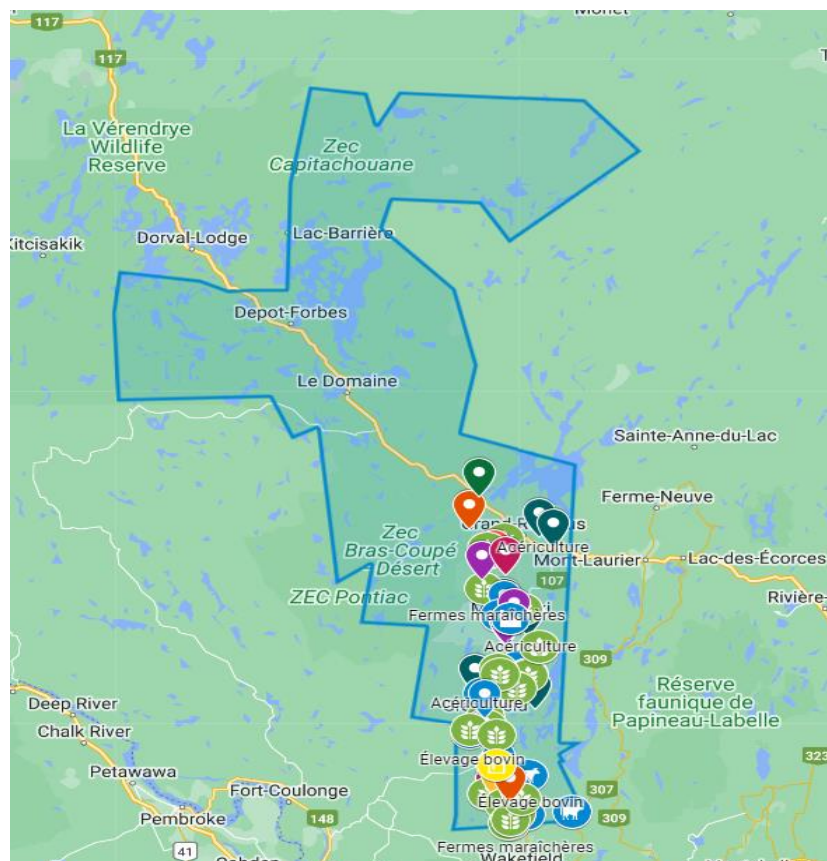 117
117
La Vérendrye
Wildlife
Reserve
Zec
Capitachouane
Kitcisakik
Dorval-Lodge
Lac-Barrière
Depot-Forbes
Le Domaine
Sainte-Anne-du-Lac
Ferme-Neuve
Acériculture
Zec
Bras-Coupé
Désert
Mont-Laurier
Lac-des-Écorces
107
ZEC Pontiac
Fermes maraîchères
Acériculture
309
Réserve
faunique de
Papineau-Labelle
Acériculture
Deep River
Chalk River
323
Élevage bovin
Petawawa
Fort-Coulonge
307
Élevage bovin
309
Pembroke
148
Fermes maraîchères
41
Wakefield